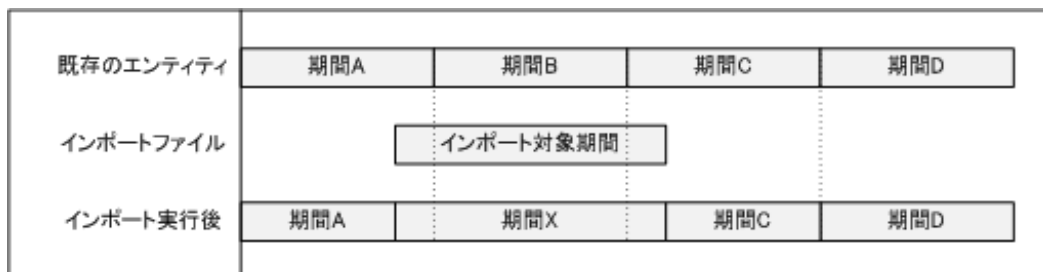 既存のエンティティ 期間A 期間B 期間C 期間D
インポートファイル インポート対象期間
インポート実行後 期間A 期間X 期間C 期間D